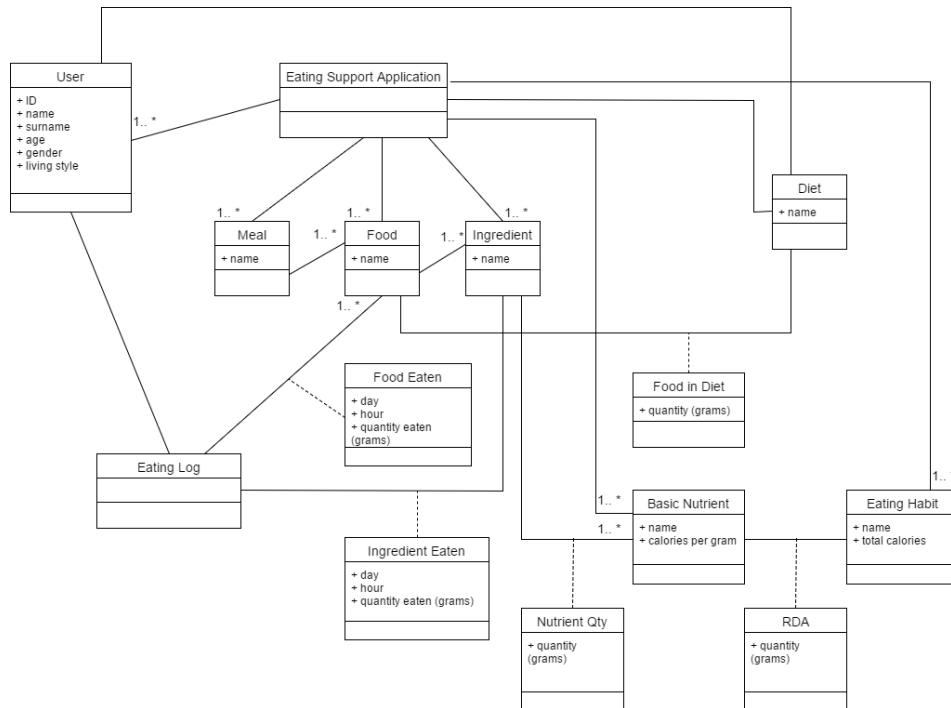 User
+ ID
+ name
+ surname
+ age
+ gender
+ living style
Eating Support Application
1.. *
Diet
+ name
1.. *
1.. *
1.. *
1.. *
1.. *
Meal
+ name
Food
+ name
Ingredient
+ name
1.. *
Food Eaten
+ day
+ hour
+ quantity eaten
(grams)
Food in Diet
+ quantity (grams)
Eating Log
1.. *
1.. *
1..
Basic Nutrient
+ name
+ calories per gram
Eating Habit
+ name
+ total calories
Ingredient Eaten
+ day
+ hour
+ quantity eaten (grams)
Nutrient Qty
+ quantity
(grams)
RDA
+ quantity
(grams)